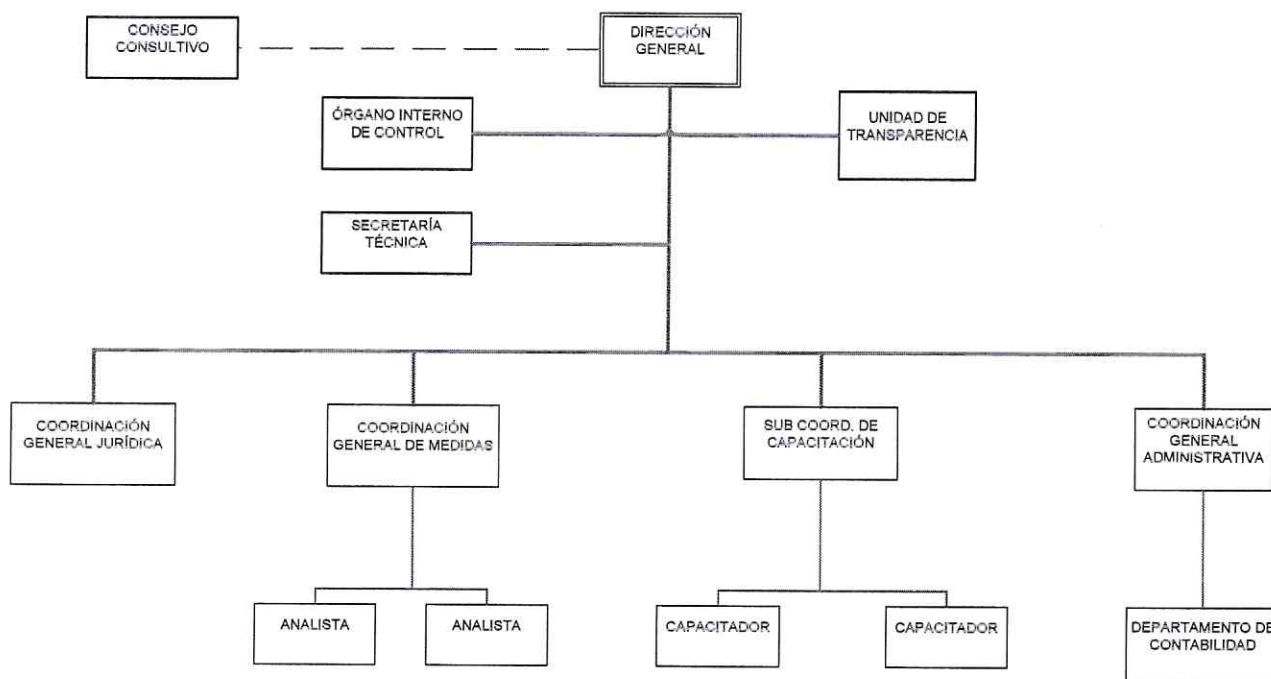 CONSEJO
CONSULTIVO
DIRECCIÓN
GENERAL
ÓRGANO INTERNO
DE CONTROL
UNIDAD DE
TRANSPARENCIA
SECRETARÍA
TÉCNICA
COORDINACIÓN
GENERAL JURÍDICA
COORDINACIÓN
GENERAL DE MEDIDAS
SUB COORD. DE
CAPACITACIÓN
COORDINACIÓN
GENERAL
ADMINISTRATIVA
ANALISTA
ANALISTA
CAPACITADOR
CAPACITADOR
DEPARTAMENTO DE
CONTABILIDAD